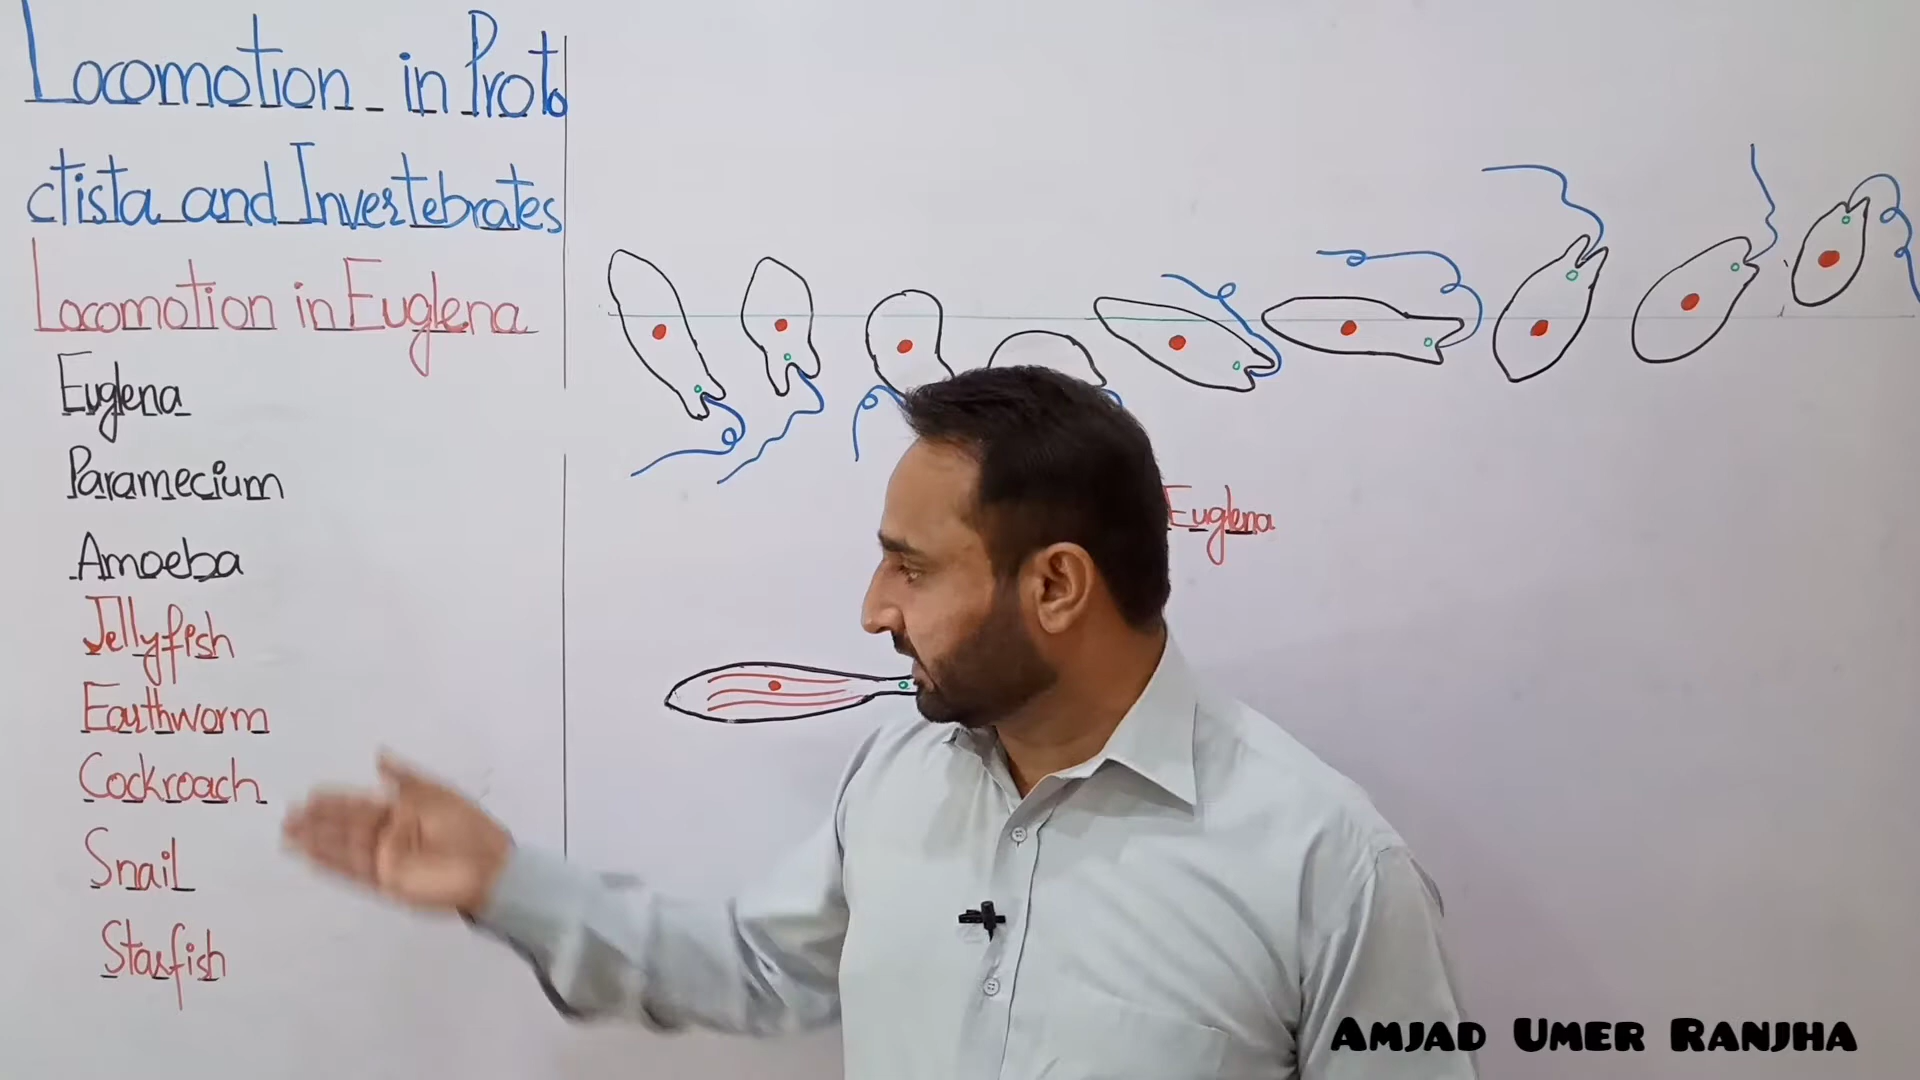 Locomotion in Proto
ctista and Invertebrates
Locomotion in Euglena
Euglena
Paramecium
Amoeba
Jellyfish
Earthworm
Cockroach
Snail
Starfish
Euglena
AMJAD UMER RANJHA